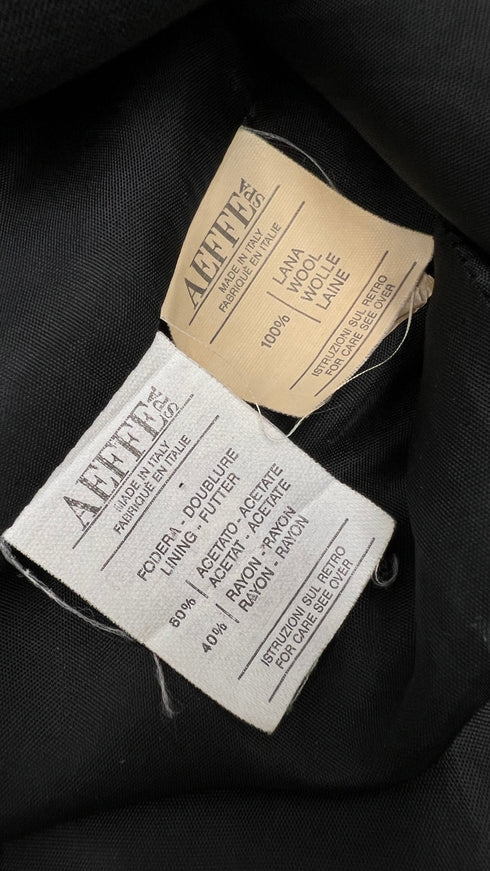 AEFFE SpA
MADE IN ITALY
FABRIQUE EN ITALIE
100%
LANA
WOOL
WOLLE
LAINE
ISTRUZIONI SUL RETRO
FOR CARE SEE OVER
AEFFE SpA
MADE IN ITALY
FABRIQUE EN ITALIE
FODERA - DOUBLURE
LINING - FUTTER
60% ACETATO - ACETATE
ACETAT - ACETATE
40% RAYON - RAYON
RAYON - RAYON
ISTRUZIONI SUL RETRO
FOR CARE SEE OVER